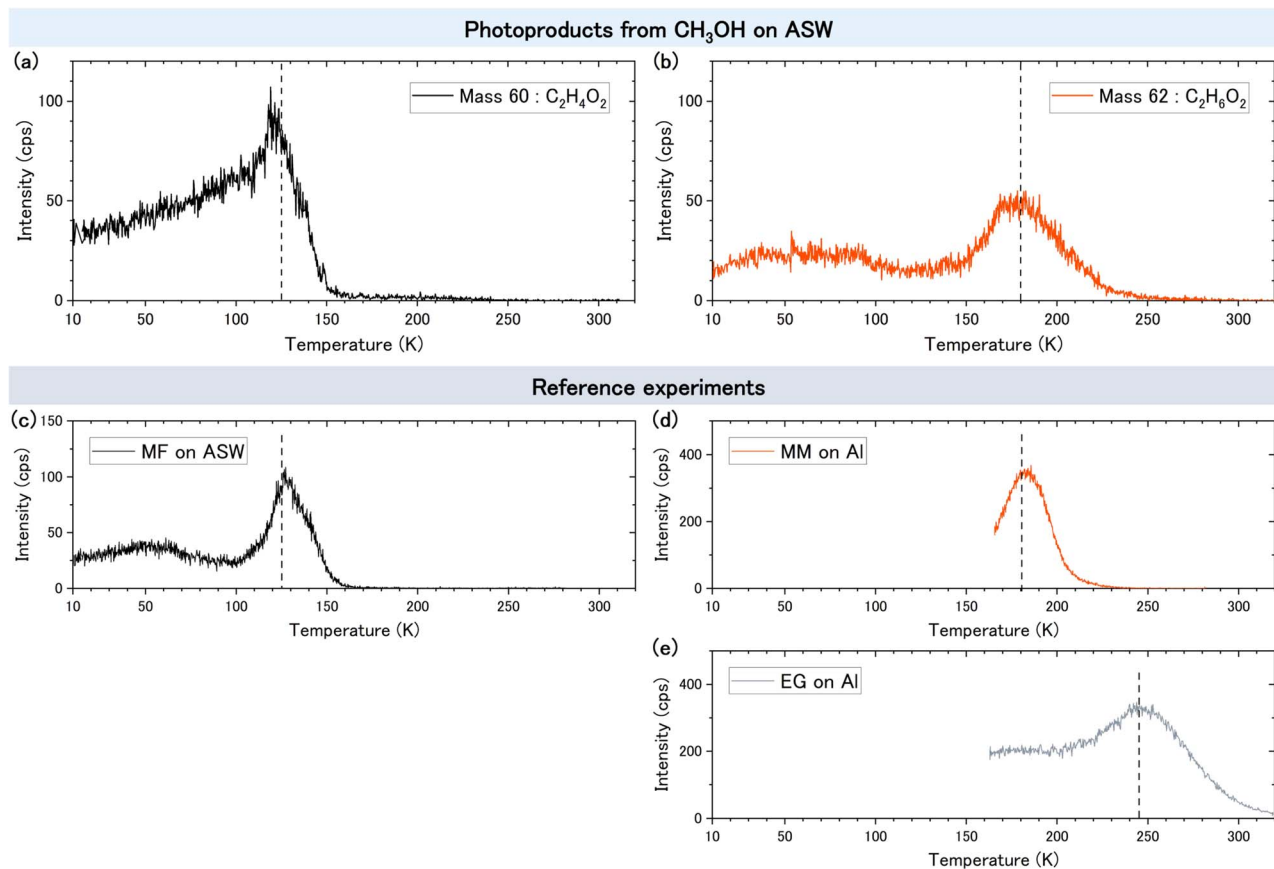 Photoproducts from CH₃OH on ASW
(a)
Mass 60 : C₂H₄O₂
Intensity (cps)
100
50
0
10 50 100 150 200 250 300
Temperature (K)
(b)
Mass 62 : C₂H₆O₂
Intensity (cps)
100
50
0
10 50 100 150 200 250 300
Temperature (K)
Reference experiments
(c)
MF on ASW
Intensity (cps)
150
100
50
0
10 50 100 150 200 250 300
Temperature (K)
(d)
MM on Al
Intensity (cps)
400
200
0
10 50 100 150 200 250 300
Temperature (K)
(e)
EG on Al
Intensity (cps)
400
200
0
10 50 100 150 200 250 300
Temperature (K)